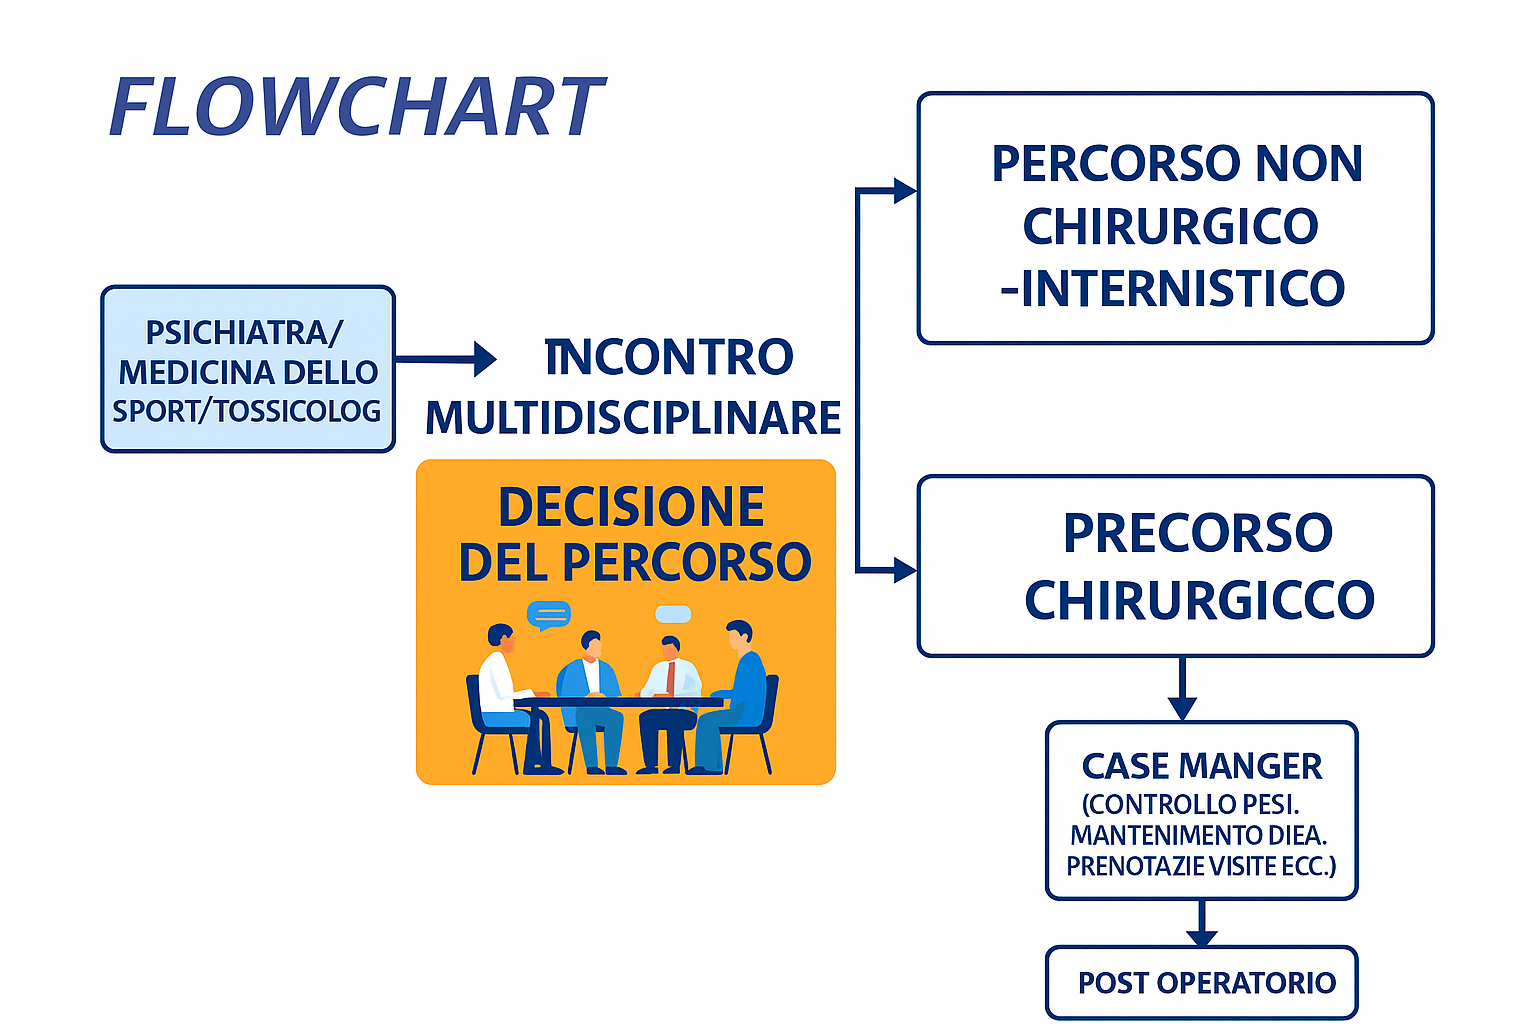 FLOWCHART
PSICHIATRA/
MEDICINA DELLO
SPORT/TOSSICOLOG
INCONTRO
MULTIDISCIPLINARE
DECISIONE
DEL PERCORSO
PERCORSO NON
CHIRURGICO
-INTERNISTICO
PRECORSO
CHIRURGICCO
CASE MANGER
(CONTROLLO PESI.
MANTENIMENTO DIEA.
PRENOTAZIE VISITE ECC.)
POST OPERATORIO